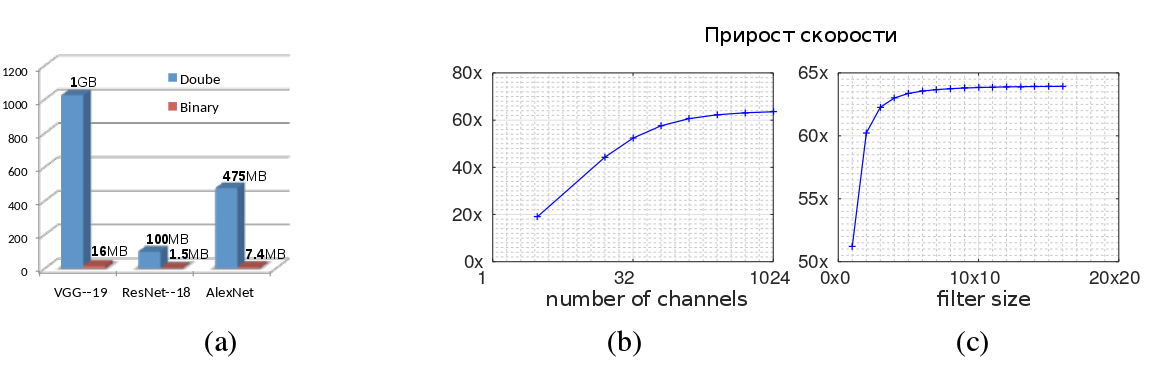 Прирост скорости
1200
1000
800
600
400
200
0
1GB
Doube
Binary
475MB
100MB
16MB
1.5MB
7.4MB
VGG--19 ResNet--18 AlexNet
(a)
80x
60x
40x
20x
0x
1 32 1024
number of channels
(b)
65x
60x
55x
50x
0x0 10x10 20x20
filter size
(c)